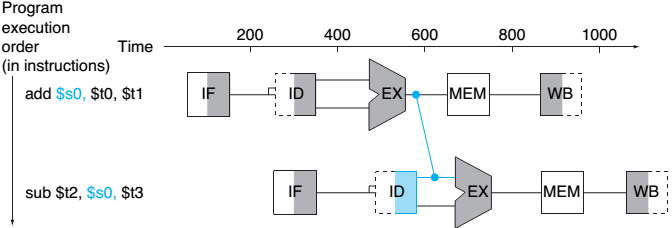 Program
execution
order
(in instructions)
Time
200 400 600 800 1000
add $s0, $t0, $t1
IF ID EX MEM WB
sub $t2, $s0, $t3
IF ID EX MEM WB